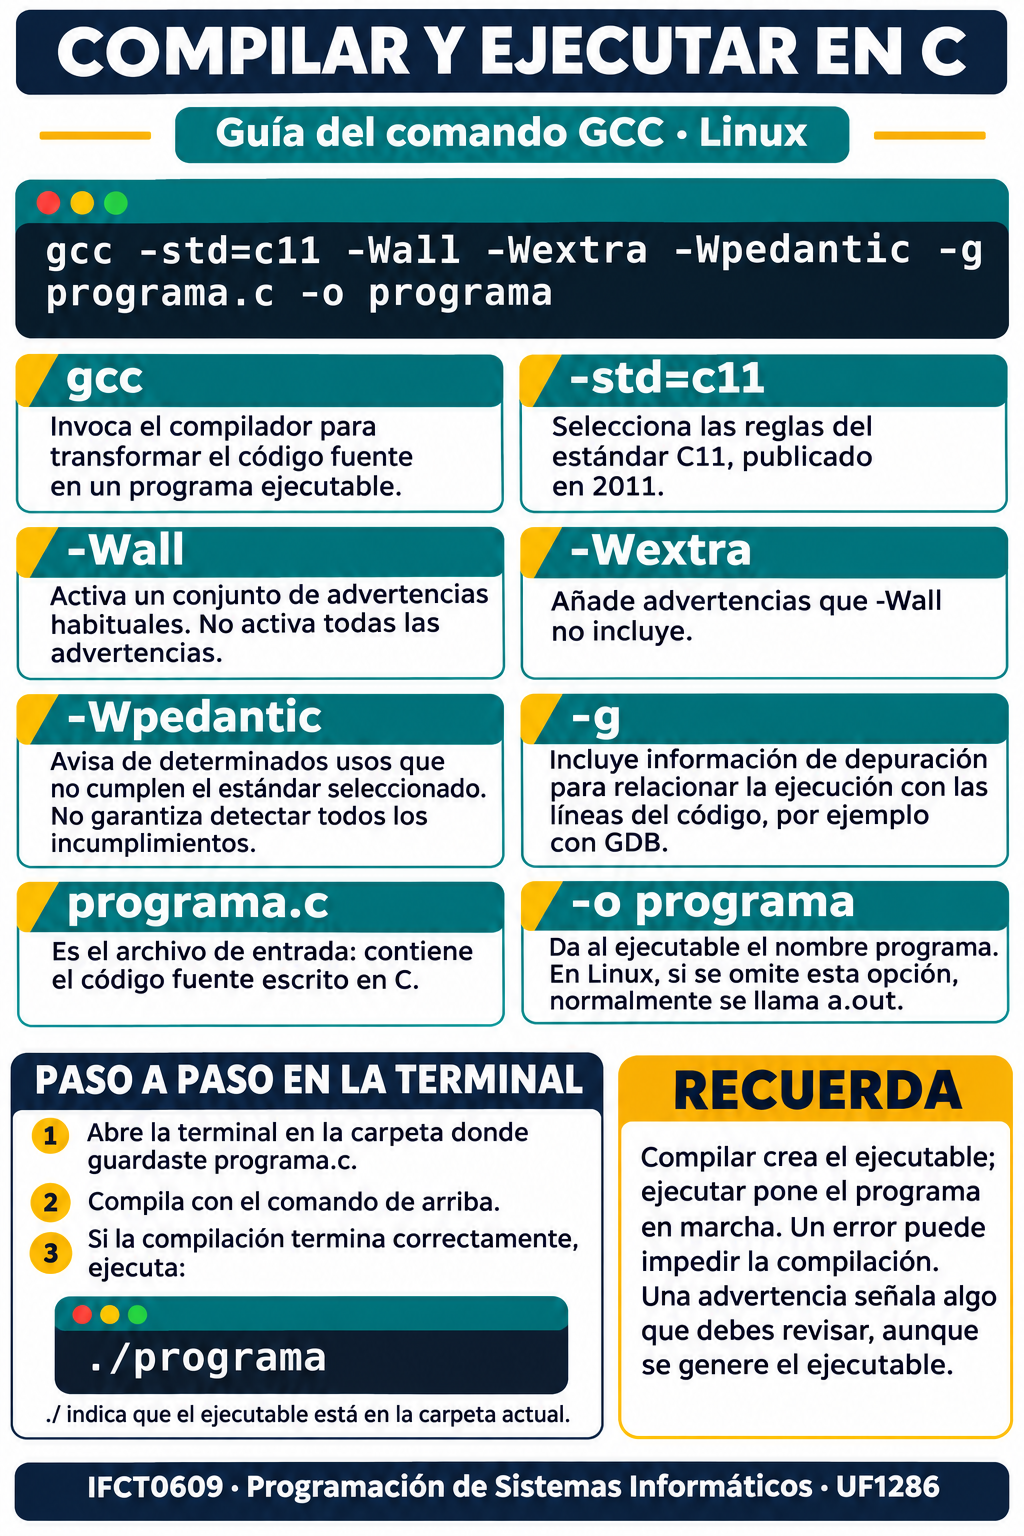 COMPILAR Y EJECUTAR EN C
Guía del comando GCC · Linux
gcc -std=c11 -Wall -Wextra -Wpedantic -g
programa.c -o programa
gcc
Invoca el compilador para
transformar el código fuente
en un programa ejecutable.
-std=c11
Selecciona las reglas del
estándar C11, publicado
en 2011.
-Wall
Activa un conjunto de advertencias
habituales. No activa todas las
advertencias.
-Wextra
Añade advertencias que -Wall
no incluye.
-Wpedantic
Avisa de determinados usos que
no cumplen el estándar seleccionado.
No garantiza detectar todos los
incumplimientos.
-g
Incluye información de depuración
para relacionar la ejecución con las
líneas del código, por ejemplo
con GDB.
programa.c
Es el archivo de entrada: contiene
el código fuente escrito en C.
-o programa
Da al ejecutable el nombre programa.
En Linux, si se omite esta opción,
normalmente se llama a.out.
PASO A PASO EN LA TERMINAL
1 Abre la terminal en la carpeta donde
guardaste programa.c.
2 Compila con el comando de arriba.
3 Si la compilación termina correctamente,
ejecuta:
./programa
./ indica que el ejecutable está en la carpeta actual.
RECUERDA
Compilar crea el ejecutable;
ejecutar pone el programa
en marcha. Un error puede
impedir la compilación.
Una advertencia señala algo
que debes revisar, aunque
se genere el ejecutable.
IFCT0609 · Programación de Sistemas Informáticos · UF1286